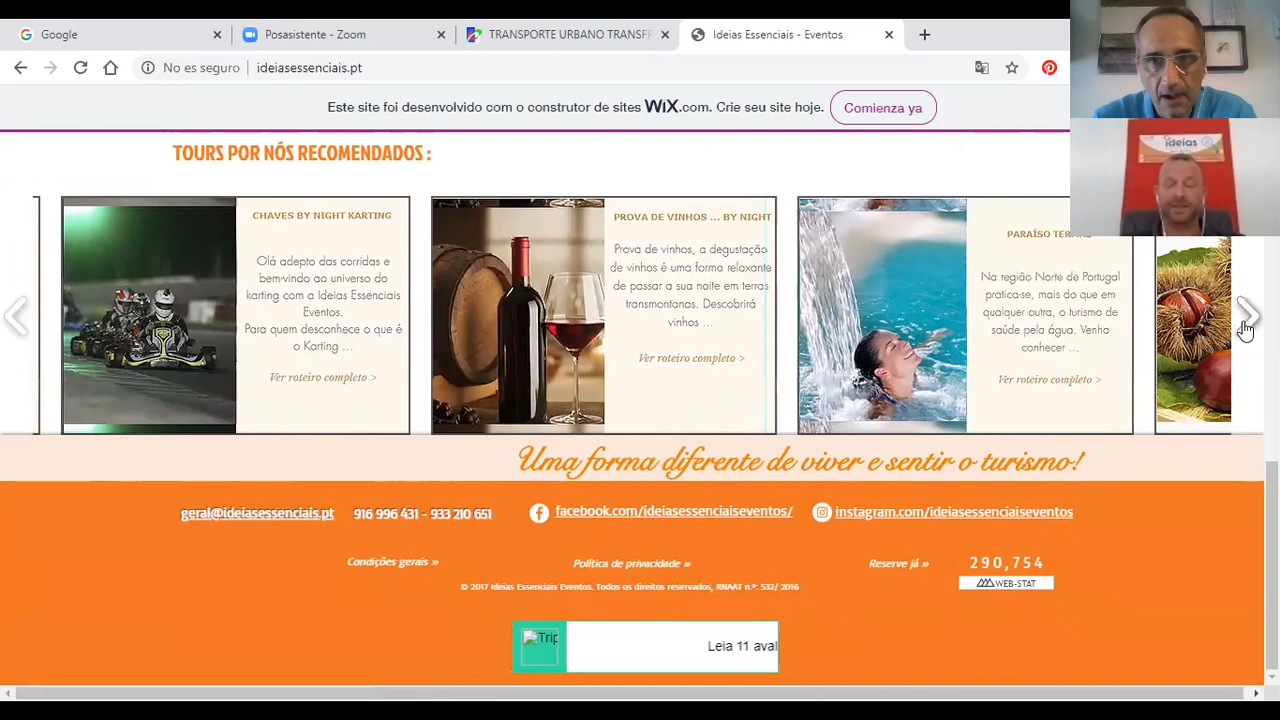 Google
Posasistente - Zoom
TRANSPORTE URBANO TRANSFR
Ideias Essenciais - Eventos
No es seguro
ideiasessenciais.pt
Este site foi desenvolvido com o construtor de sites WiX.com. Crie seu site hoje.
Comienza ya
ideias
TOURS POR NÓS RECOMENDADOS :
CHAVES BY NIGHT KARTING
Olá adepto das corridas e
bem-vindo ao universo do
karting com a Ideias Essenciais
Eventos.
Para quem desconhece o que é
o Karting ...
Ver roteiro completo >
PROVA DE VINHOS ... BY NIGHT
Prova de vinhos, a degustação
de vinhos é uma forma relaxante
de passar a sua noite em terras
transmontanas. Descobrirá
vinhos ...
Ver roteiro completo >
PARAÍSO
Na região Norte de Portugal
pratica-se, mais do que em
qualquer outra, o turismo de
saúde pela água. Venha
conhecer ...
Ver roteiro completo >
Uma forma diferente de viver e sentir o turismo!
geral@ideiasessenciais.pt
916 996 431 - 933 210 651
facebook.com/ideiasessenciaiseventos/
instagram.com/ideiasessenciaiseventos
Condições gerais »
Política de privacidade »
Reserve já »
290,754
WEB-STAT
© 2017 Ideias Essenciais Eventos. Todos os direitos reservados, RNAAT n.º: 532/ 2016
Trip
Leia 11 aval